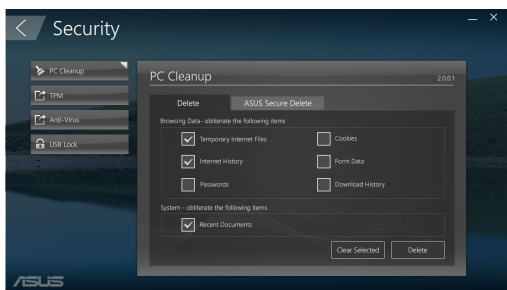 Security
PC Cleanup
TPM
Anti-Virus
USB Lock
PC Cleanup
2.0.0.1
Delete
ASUS Secure Delete
Browsing Data- obliterate the following items
Temporary Internet Files
Cookies
Internet History
Form Data
Passwords
Download History
System - obliterate the following items
Recent Documents
Clear Selected
Delete
ASUS